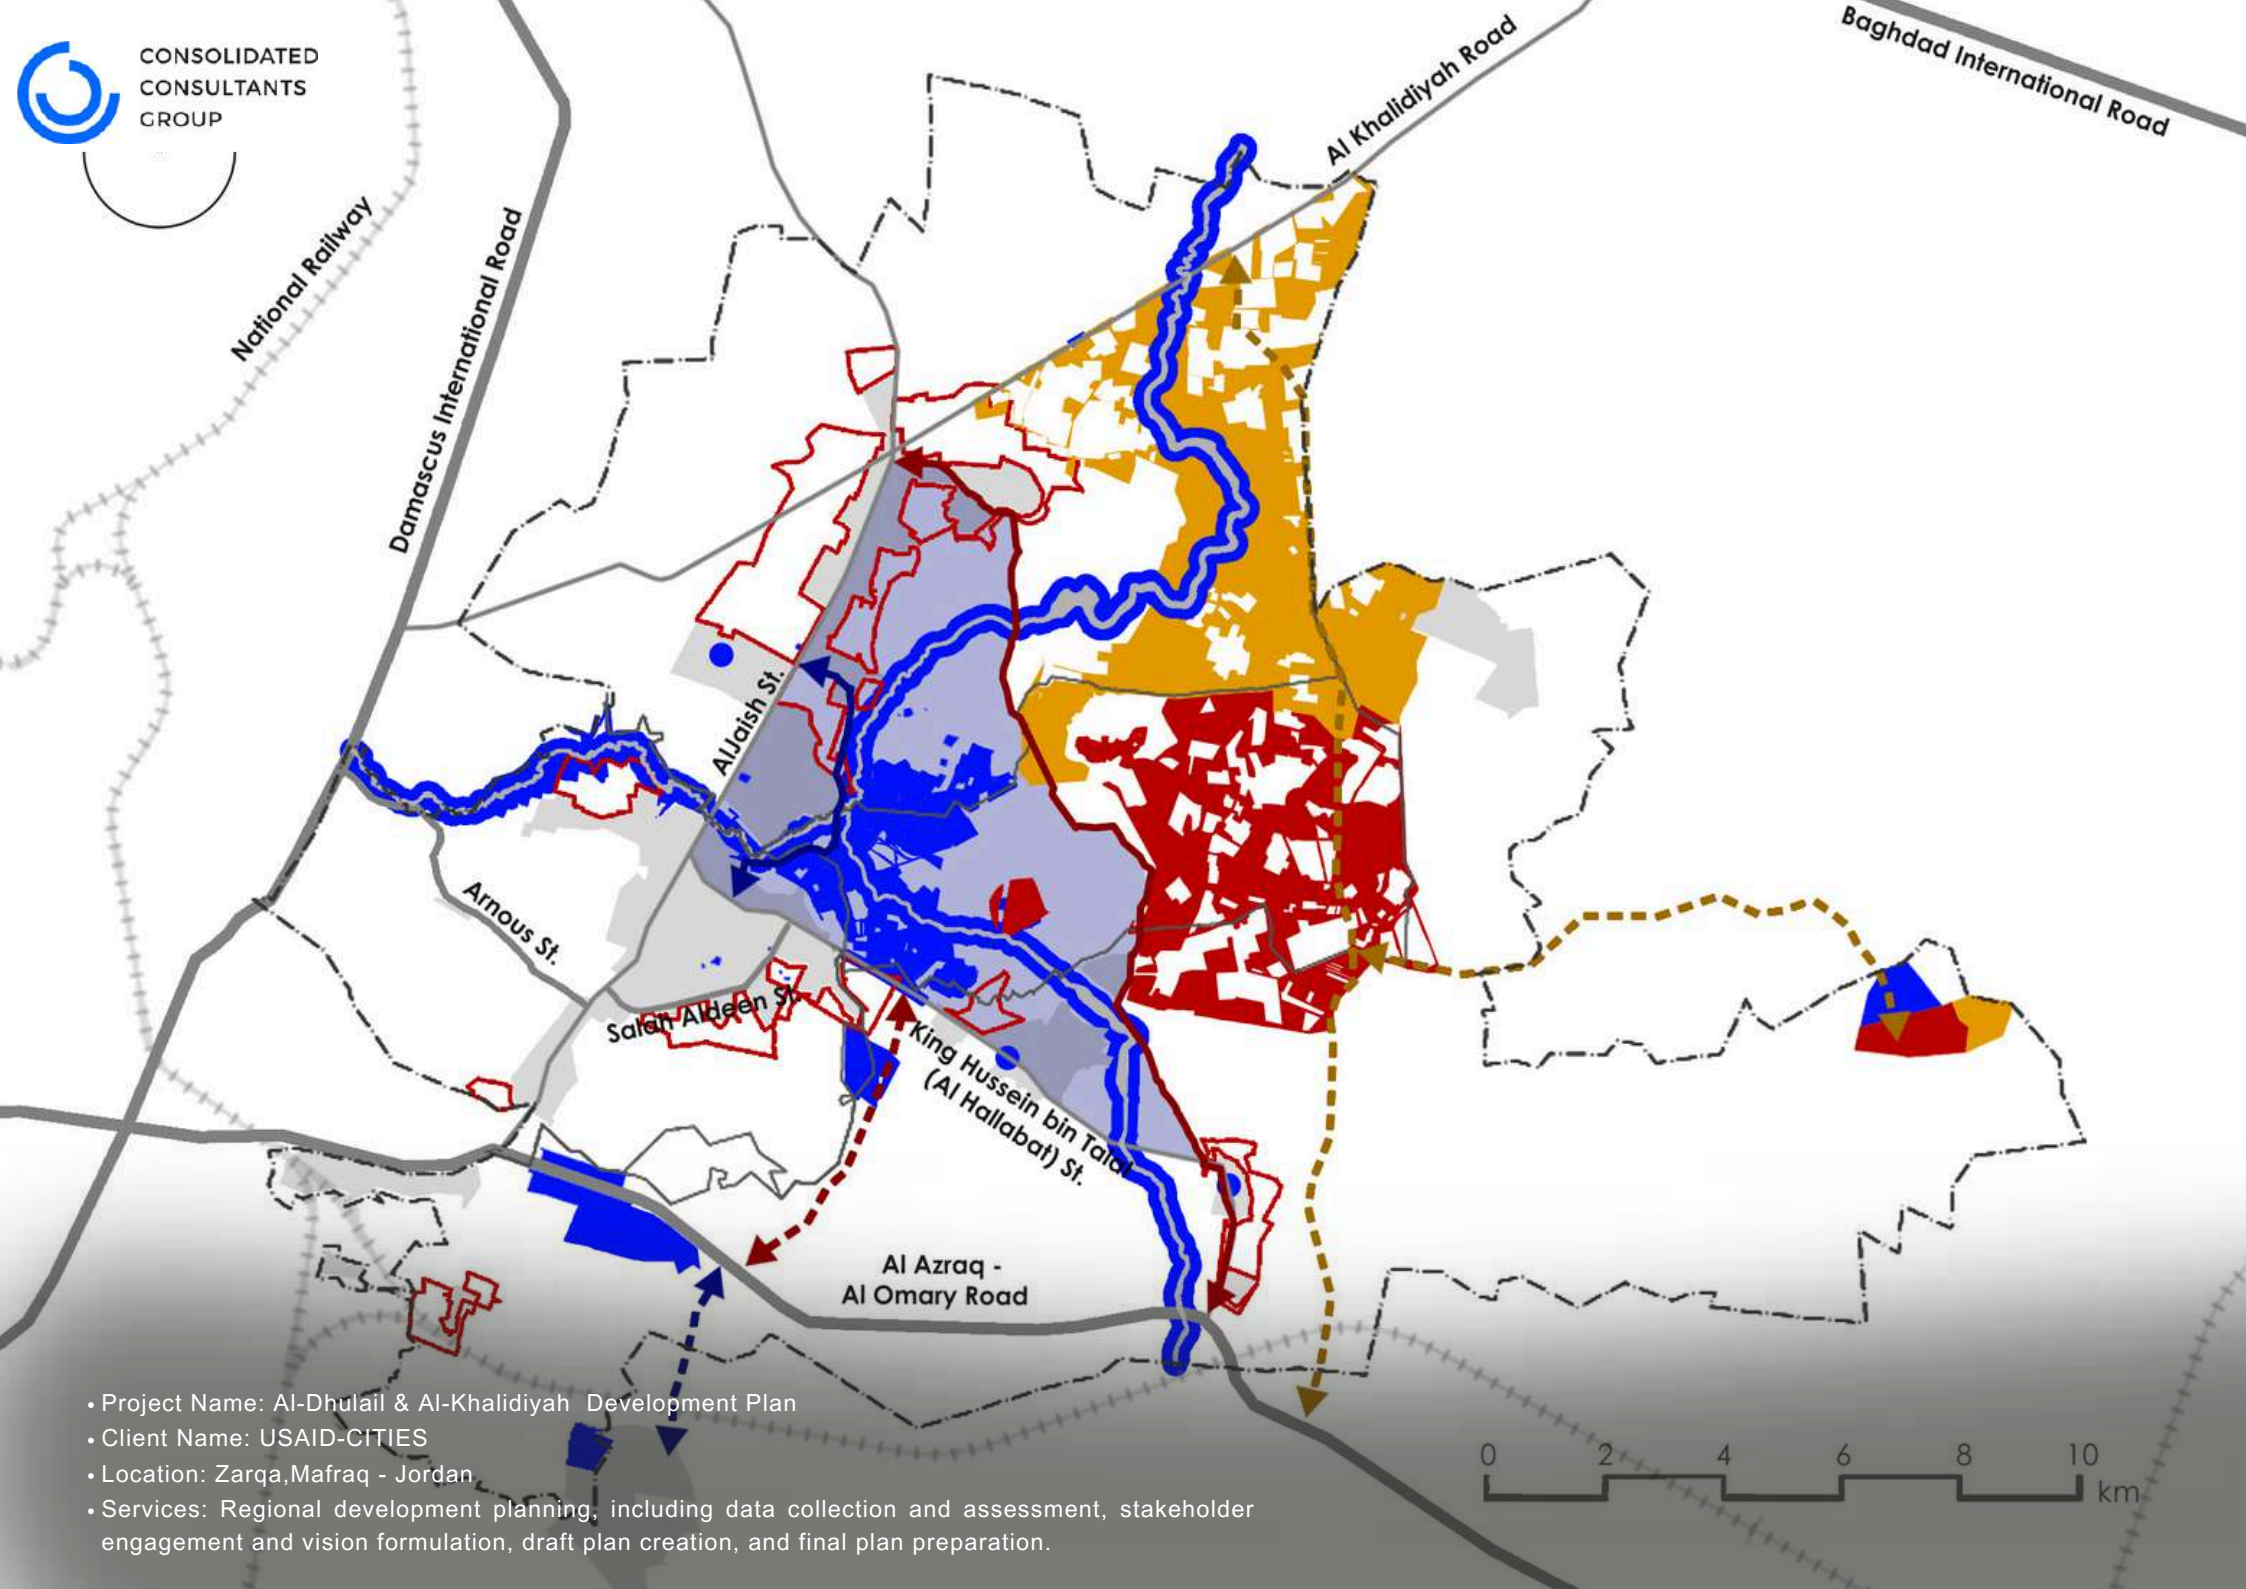 CONSOLIDATED
CONSULTANTS
GROUP
Baghdad International Road
Al Khalidiyah Road
National Railway
Damascus International Road
AlJaish St.
Arnous St.
Salah Aldeen St.
King Hussein bin Talal
(Al Hallabat) St.
Al Azraq -
Al Omary Road
• Project Name: Al-Dhulail & Al-Khalidiyah Development Plan
• Client Name: USAID-CITIES
• Location: Zarqa,Mafraq - Jordan
• Services: Regional development planning, including data collection and assessment, stakeholder
engagement and vision formulation, draft plan creation, and final plan preparation.
0 2 4 6 8 10
km